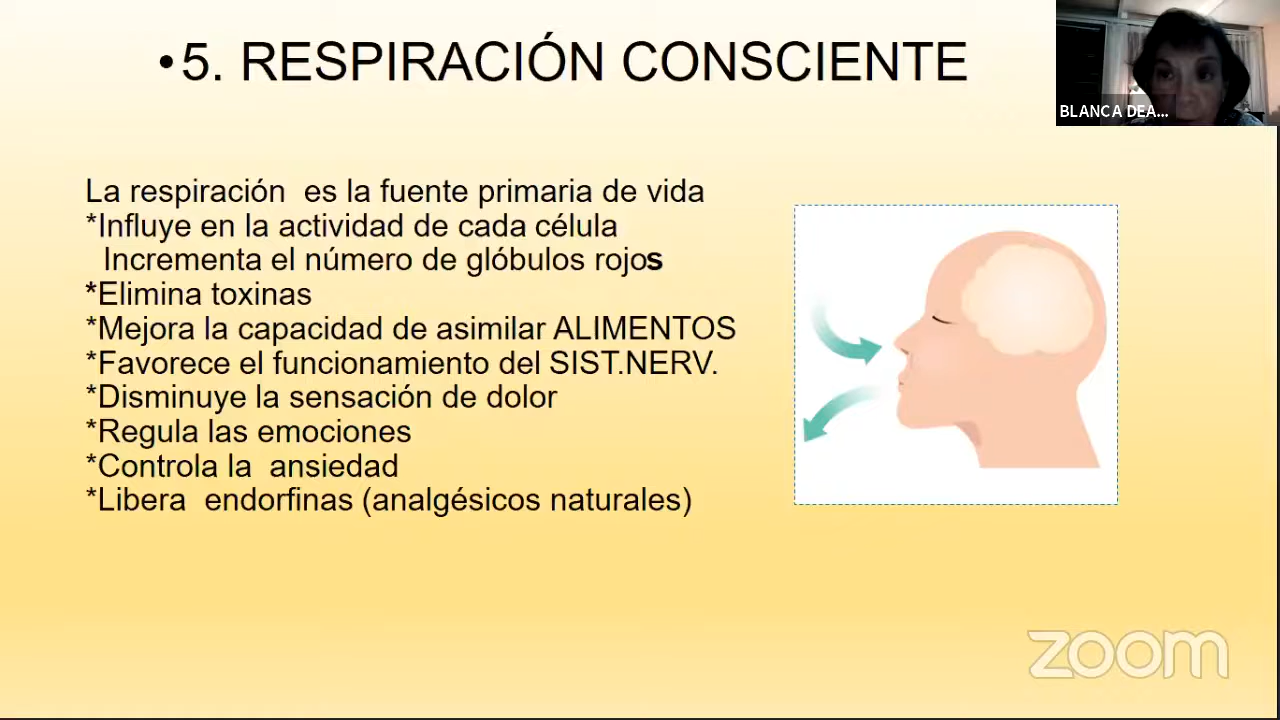 •5. RESPIRACIÓN CONSCIENTE
BLANCA DEA...
La respiración es la fuente primaria de vida
*Influye en la actividad de cada célula
Incrementa el número de glóbulos rojos
*Elimina toxinas
*Mejora la capacidad de asimilar ALIMENTOS
*Favorece el funcionamiento del SIST.NERV.
*Disminuye la sensación de dolor
*Regula las emociones
*Controla la ansiedad
*Libera endorfinas (analgésicos naturales)
zoom